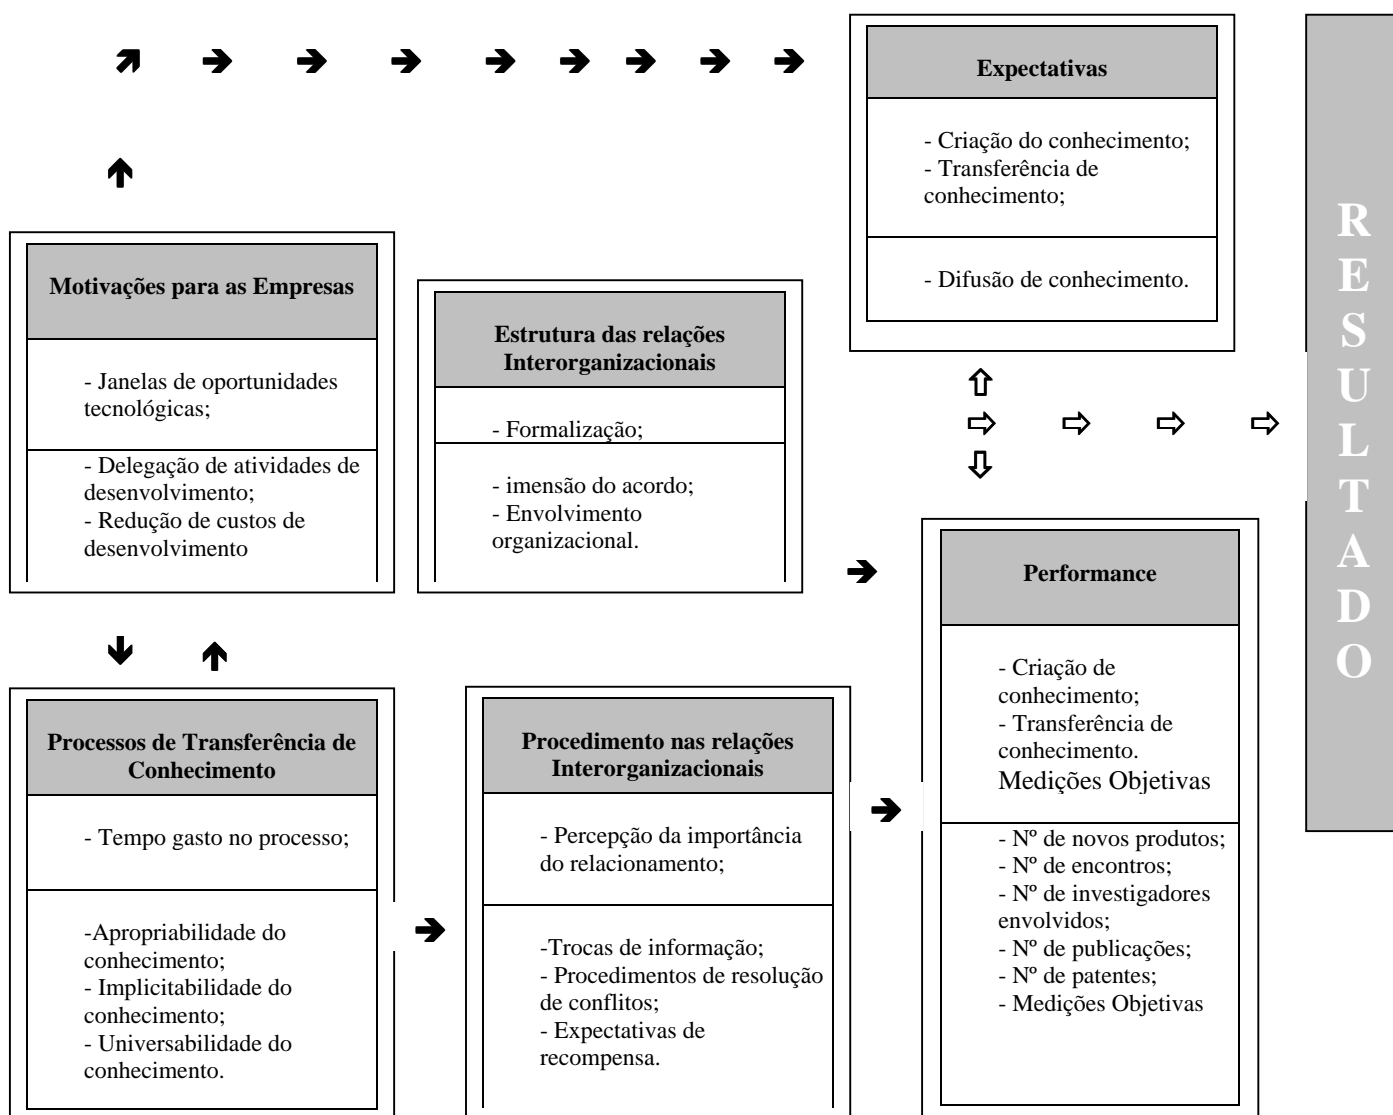 Expectativas
- Criação do conhecimento;
- Transferência de
conhecimento;
- Difusão de conhecimento.
Motivações para as Empresas
- Janelas de oportunidades
tecnológicas;
- Delegação de atividades de
desenvolvimento;
- Redução de custos de
desenvolvimento
Estrutura das relações
Interorganizacionais
- Formalização;
- imensão do acordo;
- Envolvimento
organizacional.
Processos de Transferência de
Conhecimento
- Tempo gasto no processo;
-Apropriabilidade do
conhecimento;
- Implicitabilidade do
conhecimento;
- Universabilidade do
conhecimento.
Procedimento nas relações
Interorganizacionais
- Percepção da importância
do relacionamento;
-Trocas de informação;
- Procedimentos de resolução
de conflitos;
- Expectativas de
recompensa.
Performance
- Criação de
conhecimento;
- Transferência de
conhecimento.
Medições Objetivas
- Nº de novos produtos;
- Nº de encontros;
- Nº de investigadores
envolvidos;
- Nº de publicações;
- Nº de patentes;
- Medições Objetivas
R
E
S
U
L
T
A
D
O